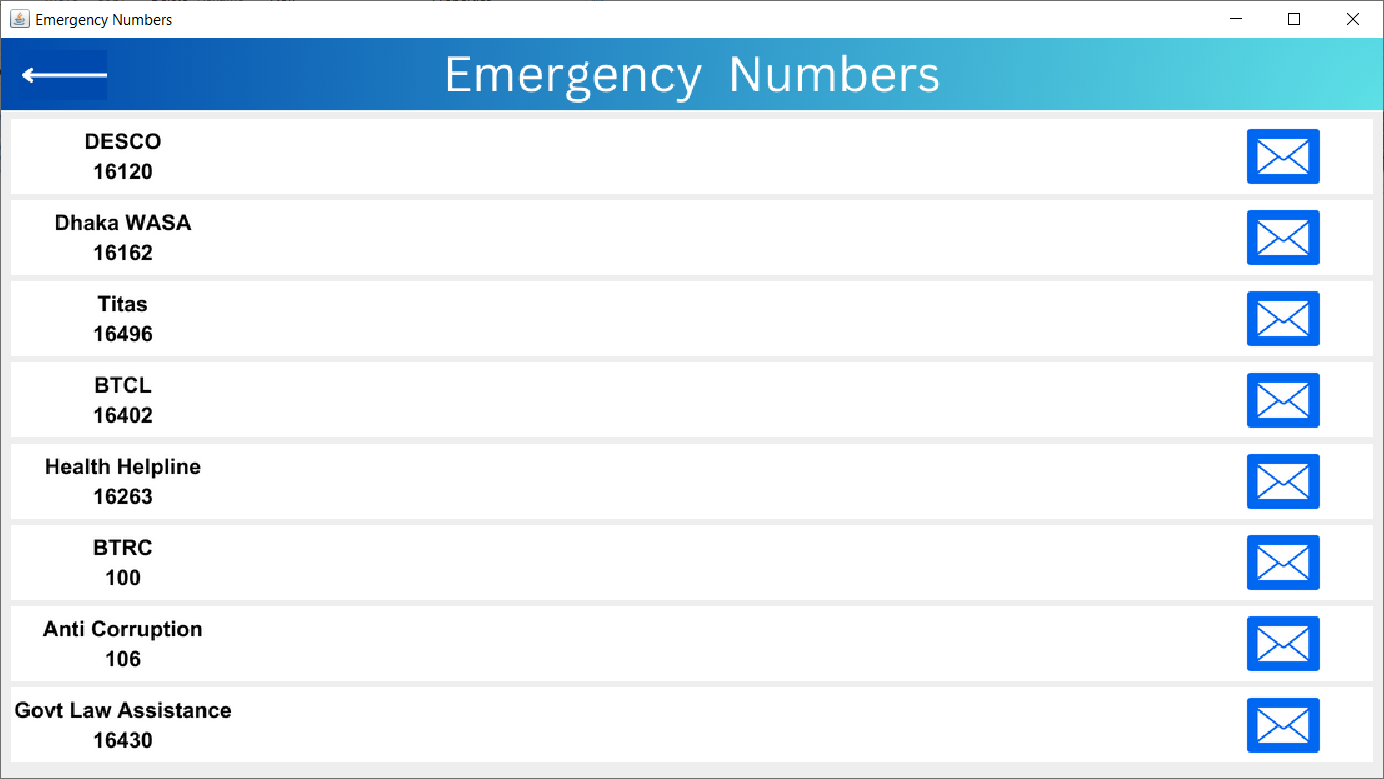 Emergency Numbers
Emergency Numbers
DESCO
16120
Dhaka WASA
16162
Titas
16496
BTCL
16402
Health Helpline
16263
BTRC
100
Anti Corruption
106
Govt Law Assistance
16430